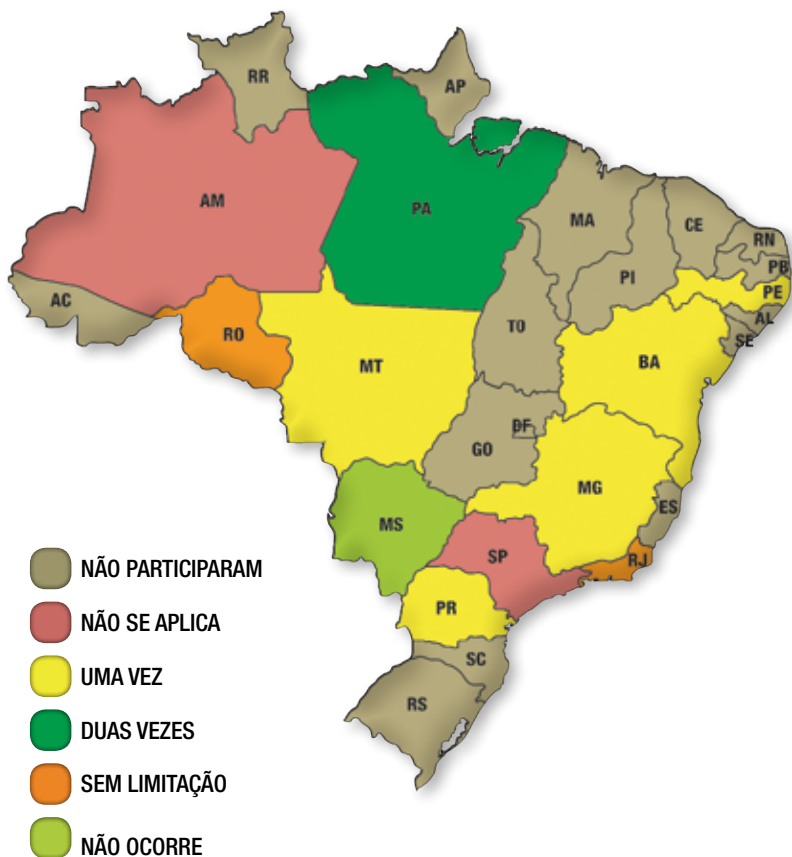 RR
AP
AM
PA
MA
CE
RN
PB
PI
PE
AC
AL
TO
SE
RO
MT
BA
DF
GO
MG
MS
ES
SP
RJ
PR
SC
RS
NÃO PARTICIPARAM
NÃO SE APLICA
UMA VEZ
DUAS VEZES
SEM LIMITAÇÃO
NÃO OCORRE